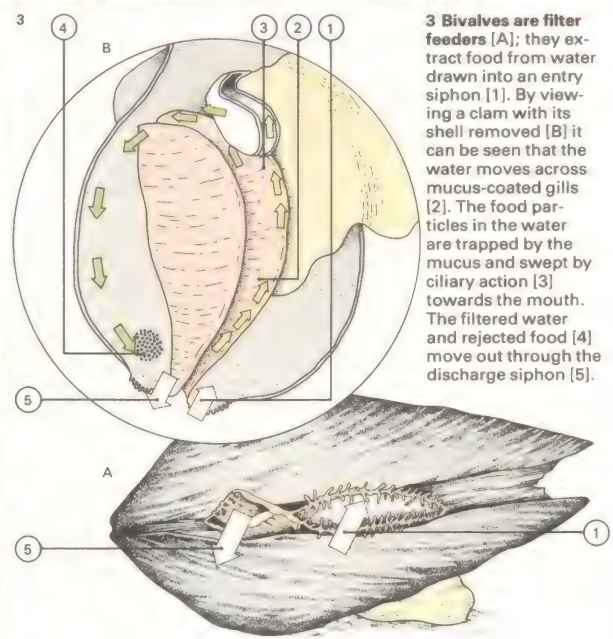 3
4
B
3
2
1
3 Bivalves are filter
feeders [A]; they ex-
tract food from water
drawn into an entry
siphon [1]. By view-
ing a clam with its
shell removed [B] it
can be seen that the
water moves across
mucus-coated gills
[2]. The food par-
ticles in the water
are trapped by the
mucus and swept by
ciliary action [3]
towards the mouth.
The filtered water
and rejected food [4]
move out through the
discharge siphon [5].
5
A
5
1